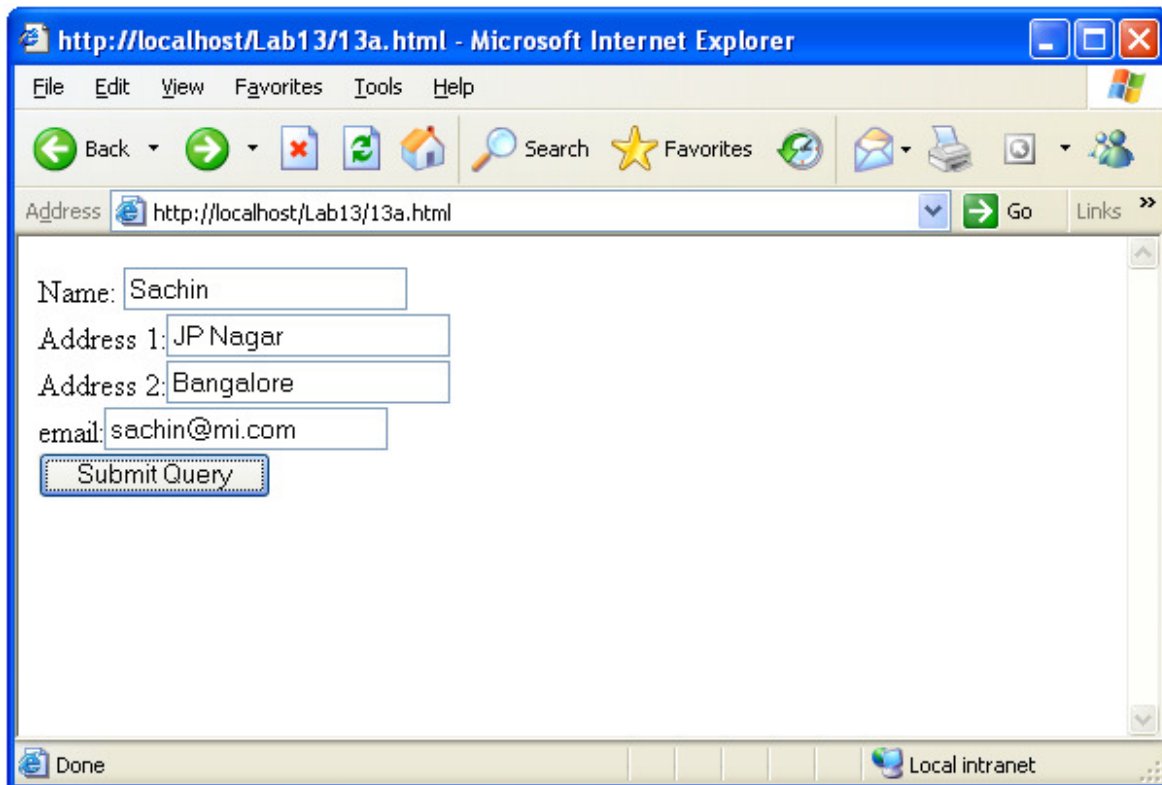 http://localhost/Lab13/13a.html - Microsoft Internet Explorer
File Edit View Favorites Tools Help
Back Search Favorites
Address http://localhost/Lab13/13a.html Go Links »
Name: Sachin
Address 1: JP Nagar
Address 2: Bangalore
email: sachin@mi.com
Submit Query
Done Local intranet